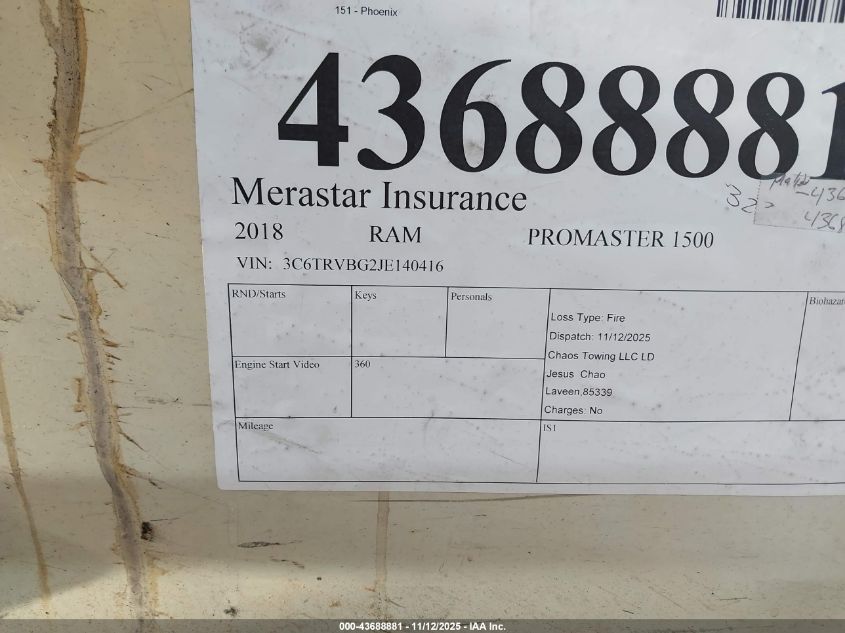 151 - Phoenix
43688881
Merastar Insurance
2018 RAM PROMASTER 1500
VIN: 3C6TRVBG2JE140416
RND/Starts Keys Personals Biohazar
Loss Type: Fire
Dispatch: 11/12/2025
Chaos Towing LLC LD
Engine Start Video 360
Jesus Chao
Laveen,85339
Charges: No
Mileage IS1
000-43688881 - 11/12/2025 - IAA Inc.